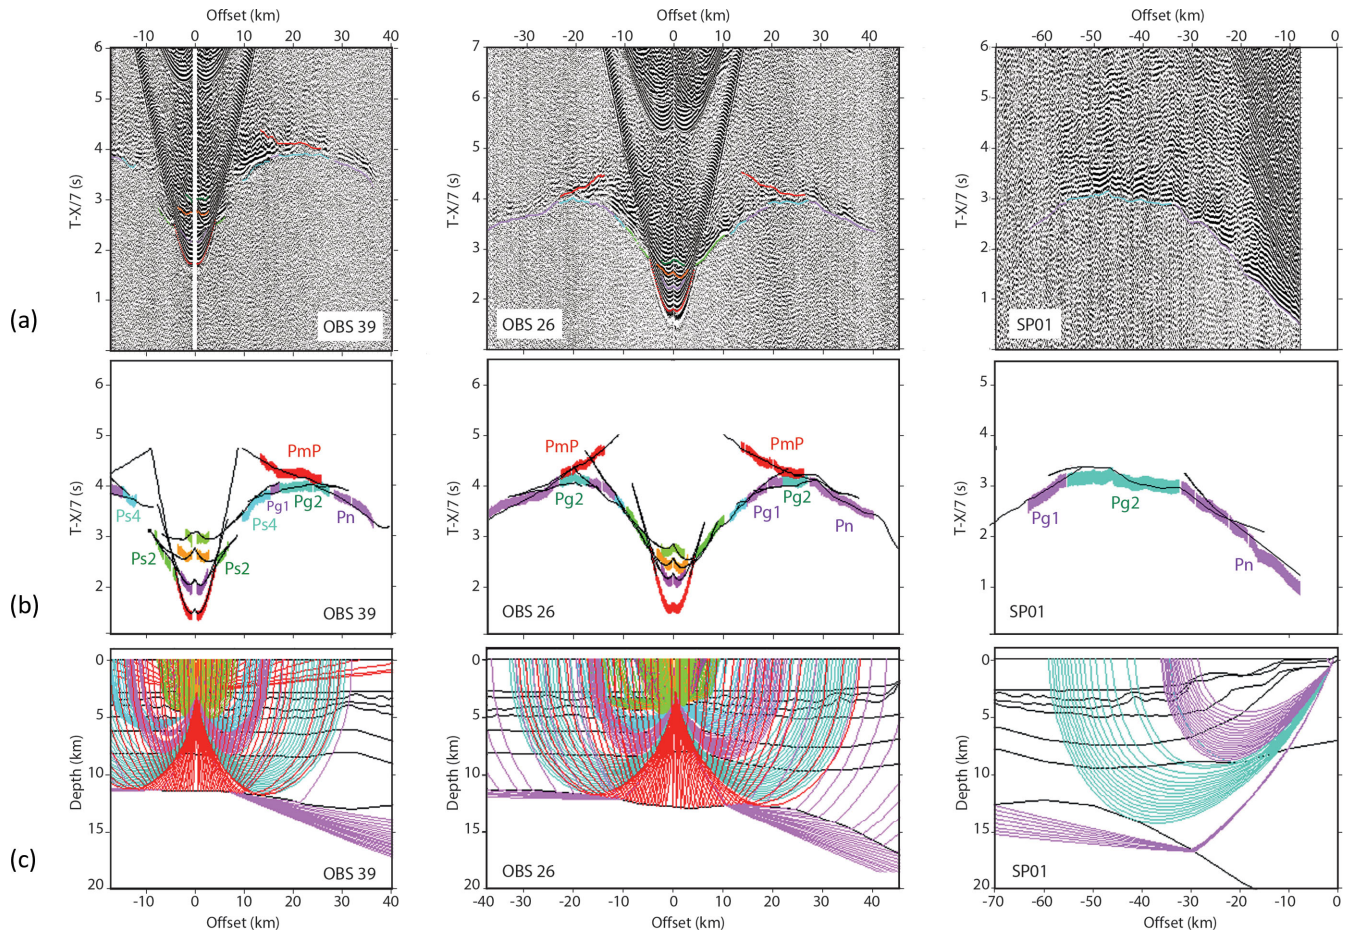 Offset (km) Offset (km) Offset (km)
-10 0 10 20 30 40 -30 -20 -10 0 10 20 30 40 -60 -50 -40 -30 -20 -10 0
6 7 6
5 6 5
4 5 4
3 4 3
2 3 2
1 2 1
T-X/7 (s) T-X/7 (s) T-X/7 (s)
(a) OBS 39 OBS 26 SP01
6 6 5
5 5 4
4 4 3
3 3 2
2 2 1
T-X/7 (s) T-X/7 (s) T-X/7 (s)
PmP PmP PmP
Ps4 Pg1 Pg2 Pg2 Pg2 Pg1 Pg2
Ps4 Pn Pg1 Pn
Ps2 Ps2 Pn
(b) OBS 39 OBS 26 SP01
0 0 0
5 5 5
10 10 10
15 15 15
20 20 20
Depth (km) Depth (km) Depth (km)
(c) OBS 39 OBS 26 SP01
-10 0 10 20 30 40 -40 -30 -20 -10 0 10 20 30 40 -70 -60 -50 -40 -30 -20 -10 0
Offset (km) Offset (km) Offset (km)